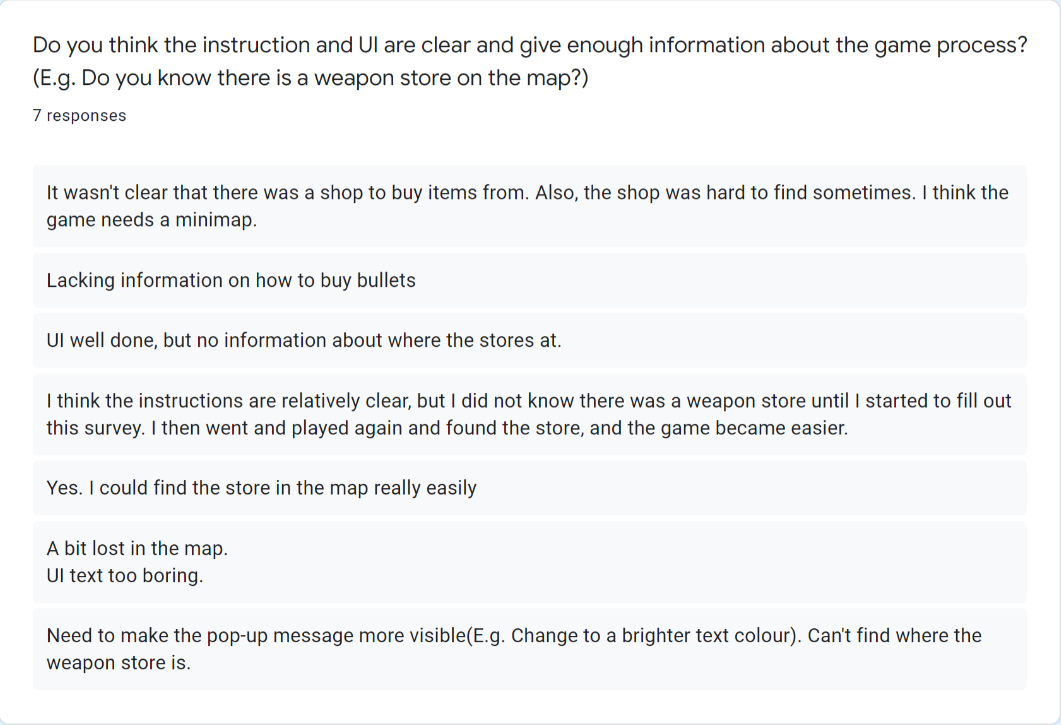 Do you think the instruction and UI are clear and give enough information about the game process?
(E.g. Do you know there is a weapon store on the map?)
7 responses
It wasn't clear that there was a shop to buy items from. Also, the shop was hard to find sometimes. I think the
game needs a minimap.
Lacking information on how to buy bullets
UI well done, but no information about where the stores at.
I think the instructions are relatively clear, but I did not know there was a weapon store until I started to fill out
this survey. I then went and played again and found the store, and the game became easier.
Yes. I could find the store in the map really easily
A bit lost in the map.
UI text too boring.
Need to make the pop-up message more visible(E.g. Change to a brighter text colour). Can't find where the
weapon store is.